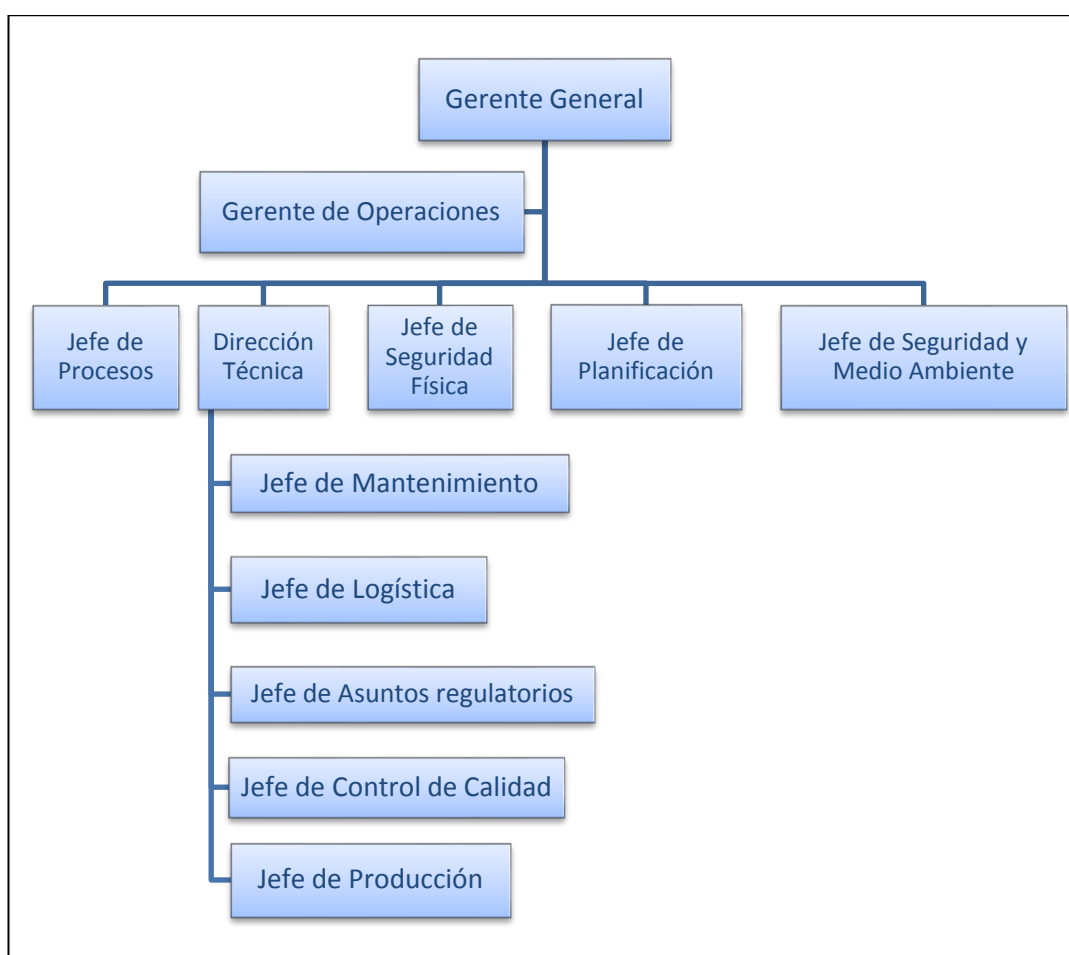 Gerente General
Gerente de Operaciones
Jefe de
Procesos
Dirección
Técnica
Jefe de
Seguridad
Física
Jefe de
Planificación
Jefe de Seguridad y
Medio Ambiente
Jefe de Mantenimiento
Jefe de Logística
Jefe de Asuntos regulatorios
Jefe de Control de Calidad
Jefe de Producción